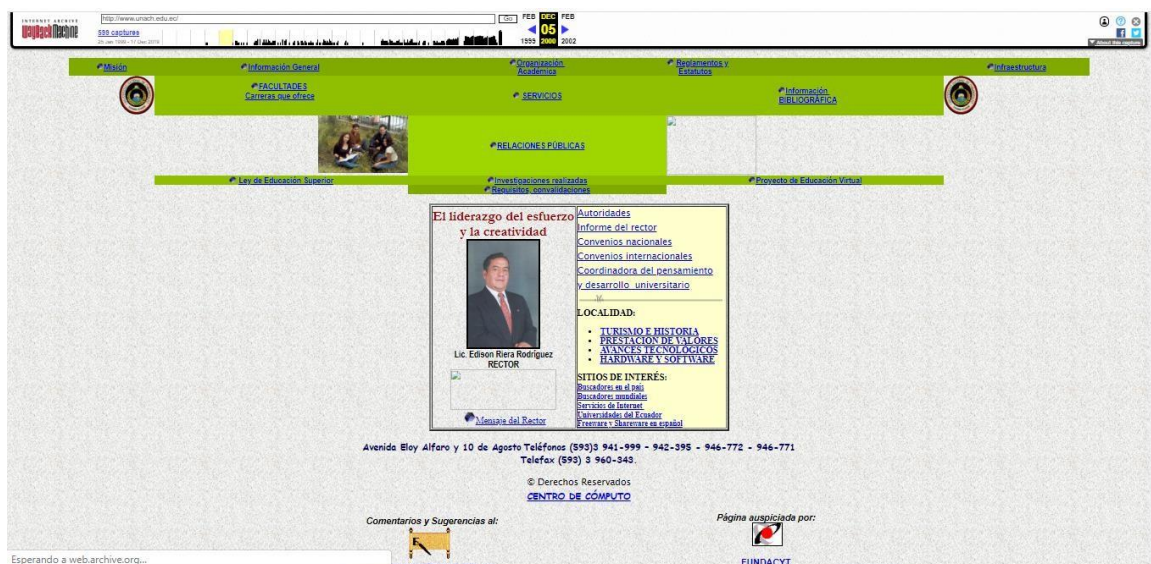 INTERNET ARCHIVE
WayBack Machine
http://www.unach.edu.ec/
Go
599 captures
FEB DEC FEB
05
1999 2000 2002
About this capture
Misión
Información General
Organización
Académica
Reglamentos y
Estatutos
Infraestructura
FACULTADES
Carreras que ofrece
SERVICIOS
Información
BIBLIOGRÁFICA
RELACIONES PÚBLICAS
Ley de Educación Superior
Investigaciones realizadas
Proyecto de Educación Virtual
Requisitos, convalidaciones
El liderazgo del esfuerzo
y la creatividad
Lic. Edison Riera Rodríguez
RECTOR
Mensaje del Rector
Autoridades
Informe del rector
Convenios nacionales
Convenios internacionales
Coordinadora del pensamiento
y desarrollo universitario
LOCALIDAD:
TURISMO E HISTORIA
PRESTACIÓN DE VALORES
AVANCES TECNOLÓGICOS
HARDWARE Y SOFTWARE
SITIOS DE INTERÉS:
Buscadores en el país
Buscadores mundiales
Servicios de Internet
Universidades del Ecuador
Freeware y Shareware en español
Avenida Eloy Alfaro y 10 de Agosto Teléfonos (593)3 941-999 - 942-395 - 946-772 - 946-771
Telefax (593) 3 960-343.
© Derechos Reservados
CENTRO DE CÓMPUTO
Comentarios y Sugerencias al:
Página auspiciada por:
FUNDACYT
Esperando a web.archive.org...